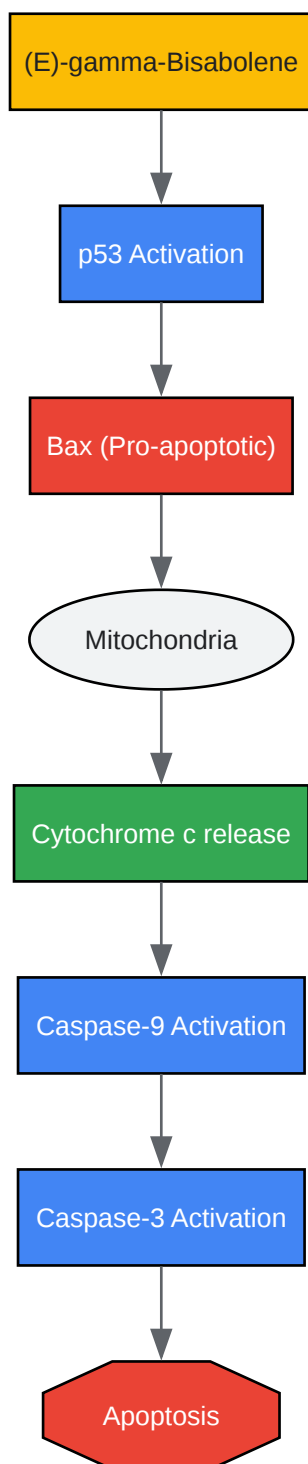 (E)-gamma-Bisabolene
p53 Activation
Bax (Pro-apoptotic)
Mitochondria
Cytochrome c release
Caspase-9 Activation
Caspase-3 Activation
Apoptosis